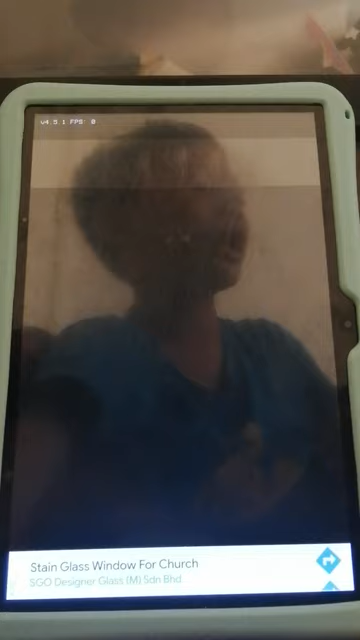 v4.5.1 FPS: 0
Stain Glass Window For Church
SGO Designer Glass (M) Sdn Bhd